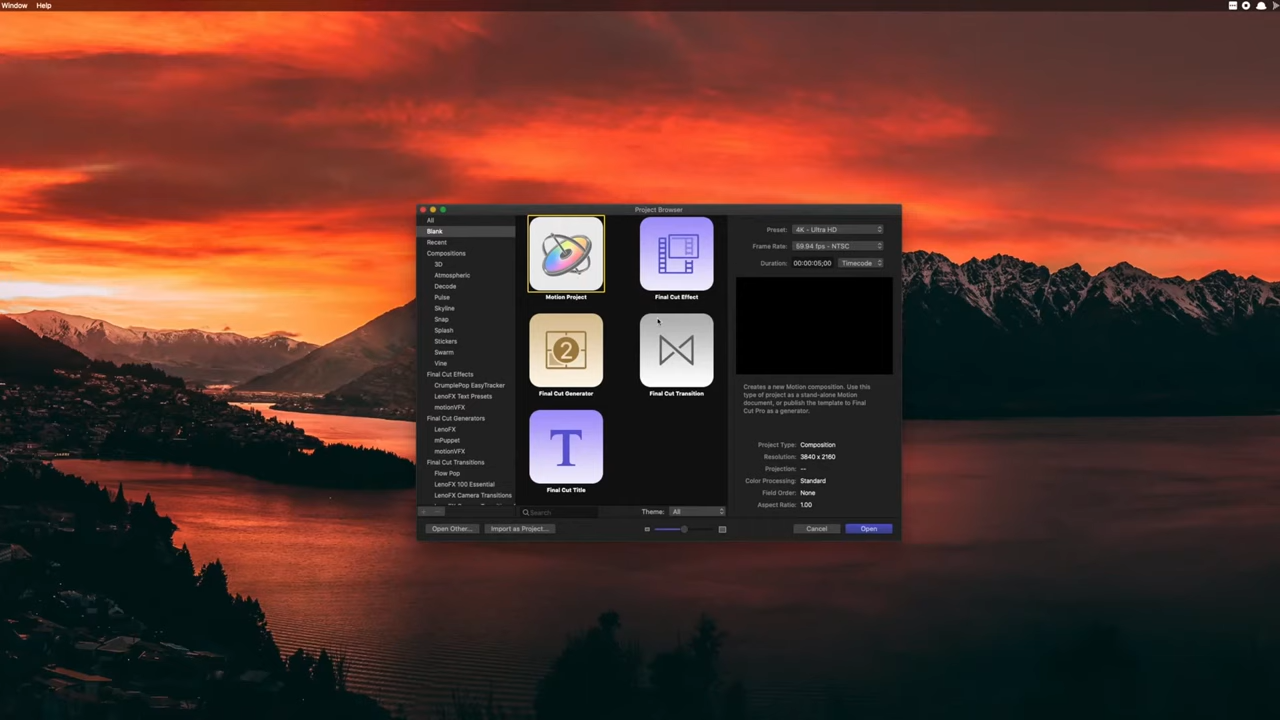 Window Help
Project Browser
All
Blank
Recent
Compositions
3D
Atmospheric
Decode
Pulse
Skyline
Snap
Splash
Stickers
Swarm
Vine
Final Cut Effects
CrumplePop EasyTracker
LenoFX Text Presets
motionVFX
Final Cut Generators
LenoFX
mPuppet
motionVFX
Final Cut Transitions
Flow Pop
LenoFX 100 Essential
LenoFX Camera Transitions
Motion Project
Final Cut Effect
2
Final Cut Generator
Final Cut Transition
T
Final Cut Title
Search
Theme: All
Open Other...
Import as Project...
Preset: 4K - Ultra HD
Frame Rate: 59.94 fps - NTSC
Duration: 00:00:05;00 Timecode
Creates a new Motion composition. Use this
type of project as a stand-alone Motion
document, or publish the template to Final
Cut Pro as a generator.
Project Type: Composition
Resolution: 3840 x 2160
Projection: --
Color Processing: Standard
Field Order: None
Aspect Ratio: 1.00
Cancel
Open